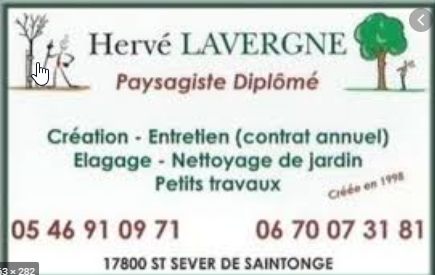 Hervé LAVERGNE
Paysagiste Diplômé
Création - Entretien (contrat annuel)
Elagage - Nettoyage de jardin
Petits travaux
Créée en 1998
05 46 91 09 71 06 70 07 31 81
17800 ST SEVER DE SAINTONGE
53 × 282